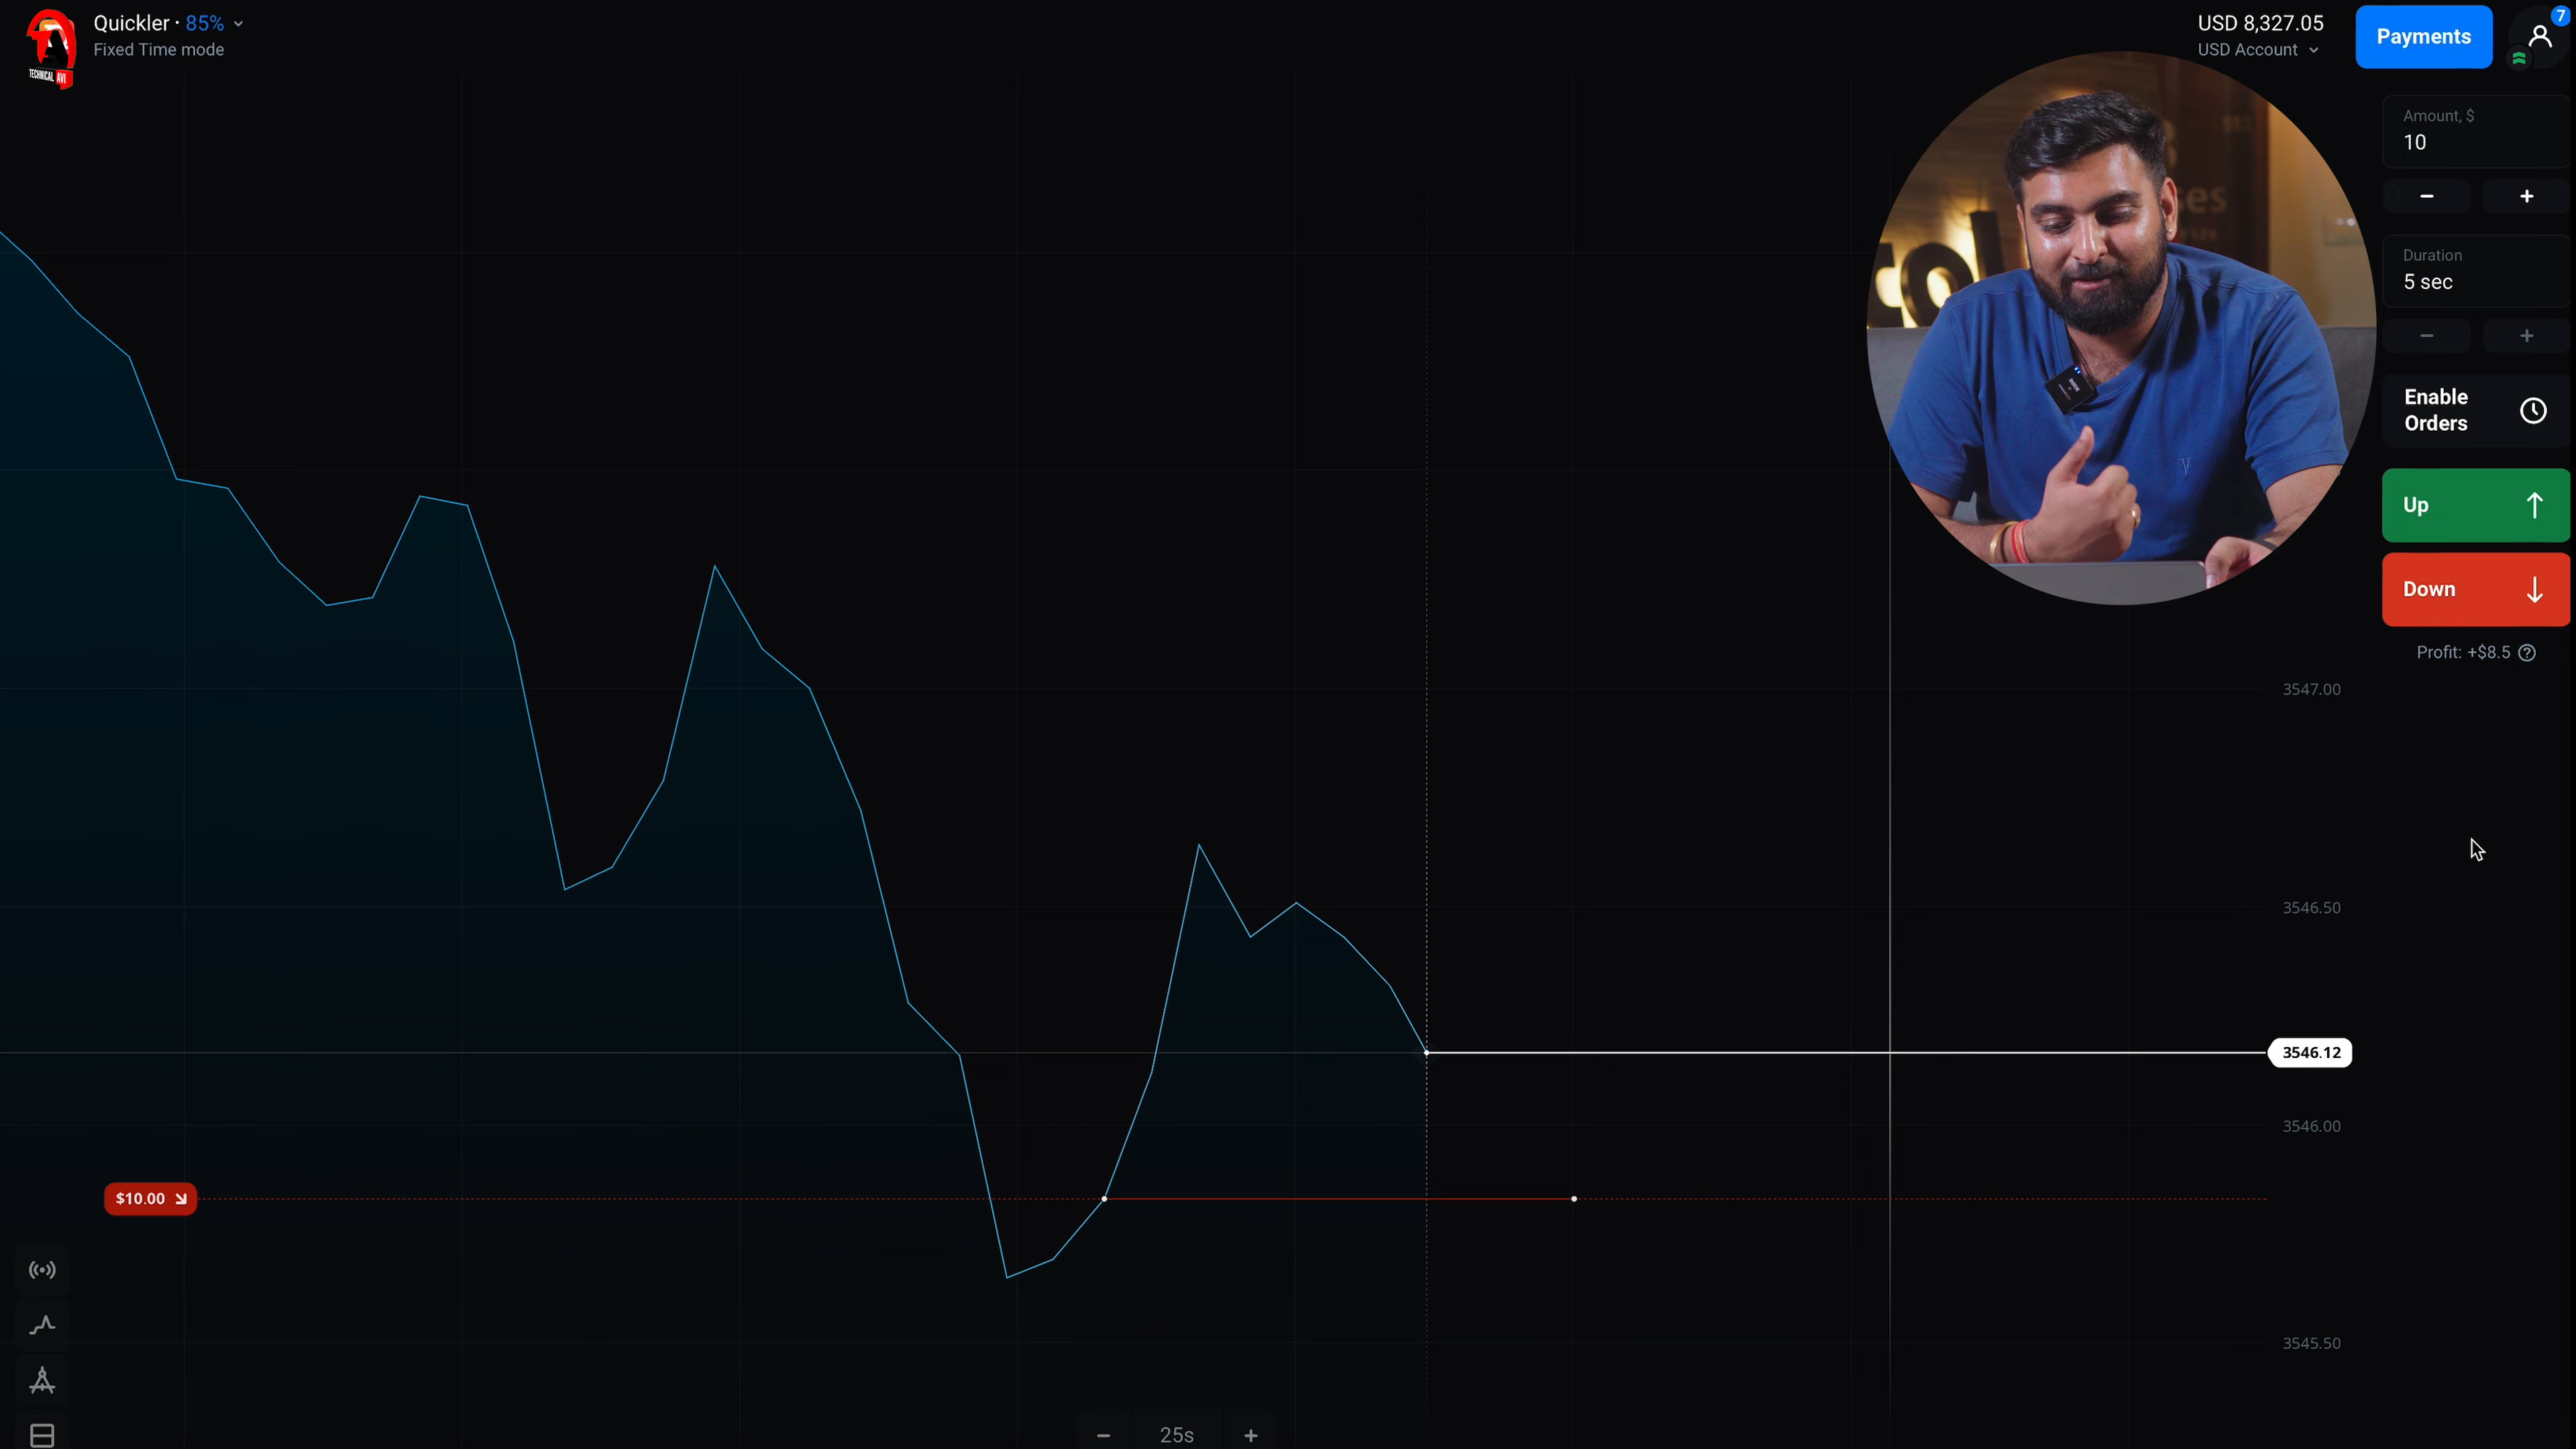 Quickler · 85%
Fixed Time mode
TECHNICAL AVI
USD 8,327.05
USD Account
Payments
7
Amount, $
10
Duration
5 sec
Enable
Orders
Up
Down
Profit: +$8.5
3547.00
3546.50
3546.12
3546.00
3545.50
$10.00
25s